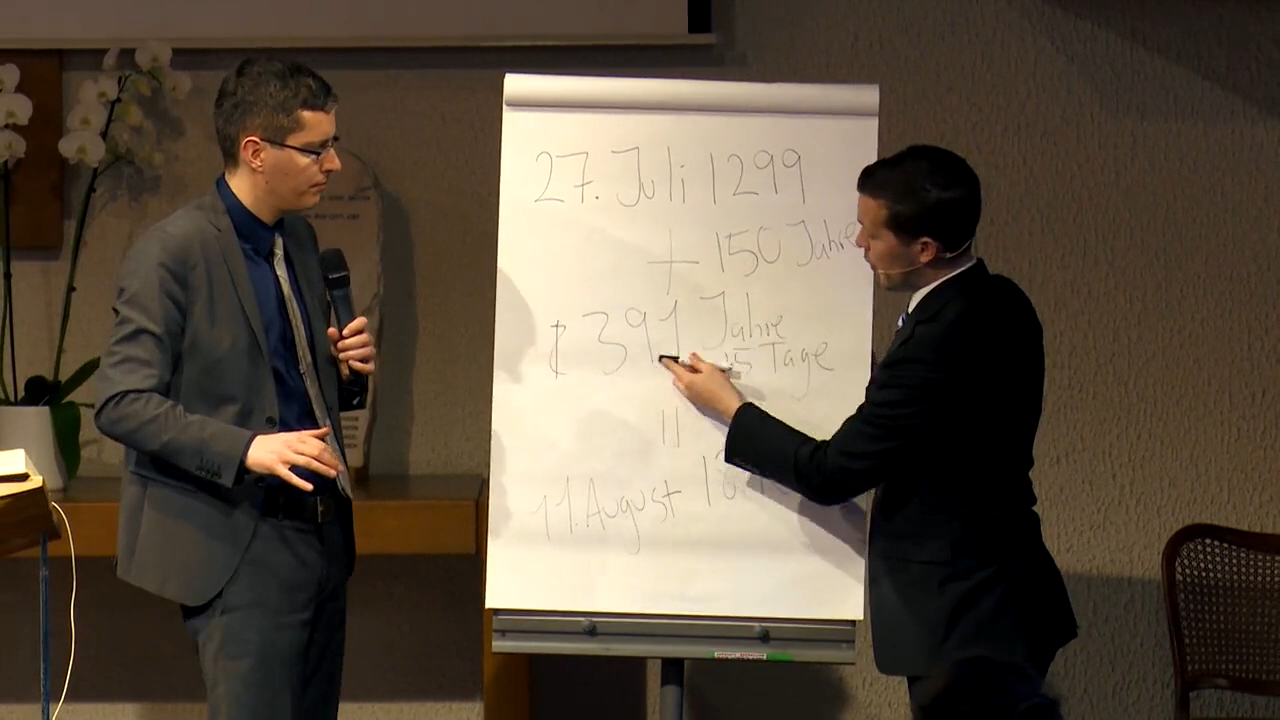 27. Juli 1299
+ 150 Jahre
391 Jahre
15 Tage
=
11. August